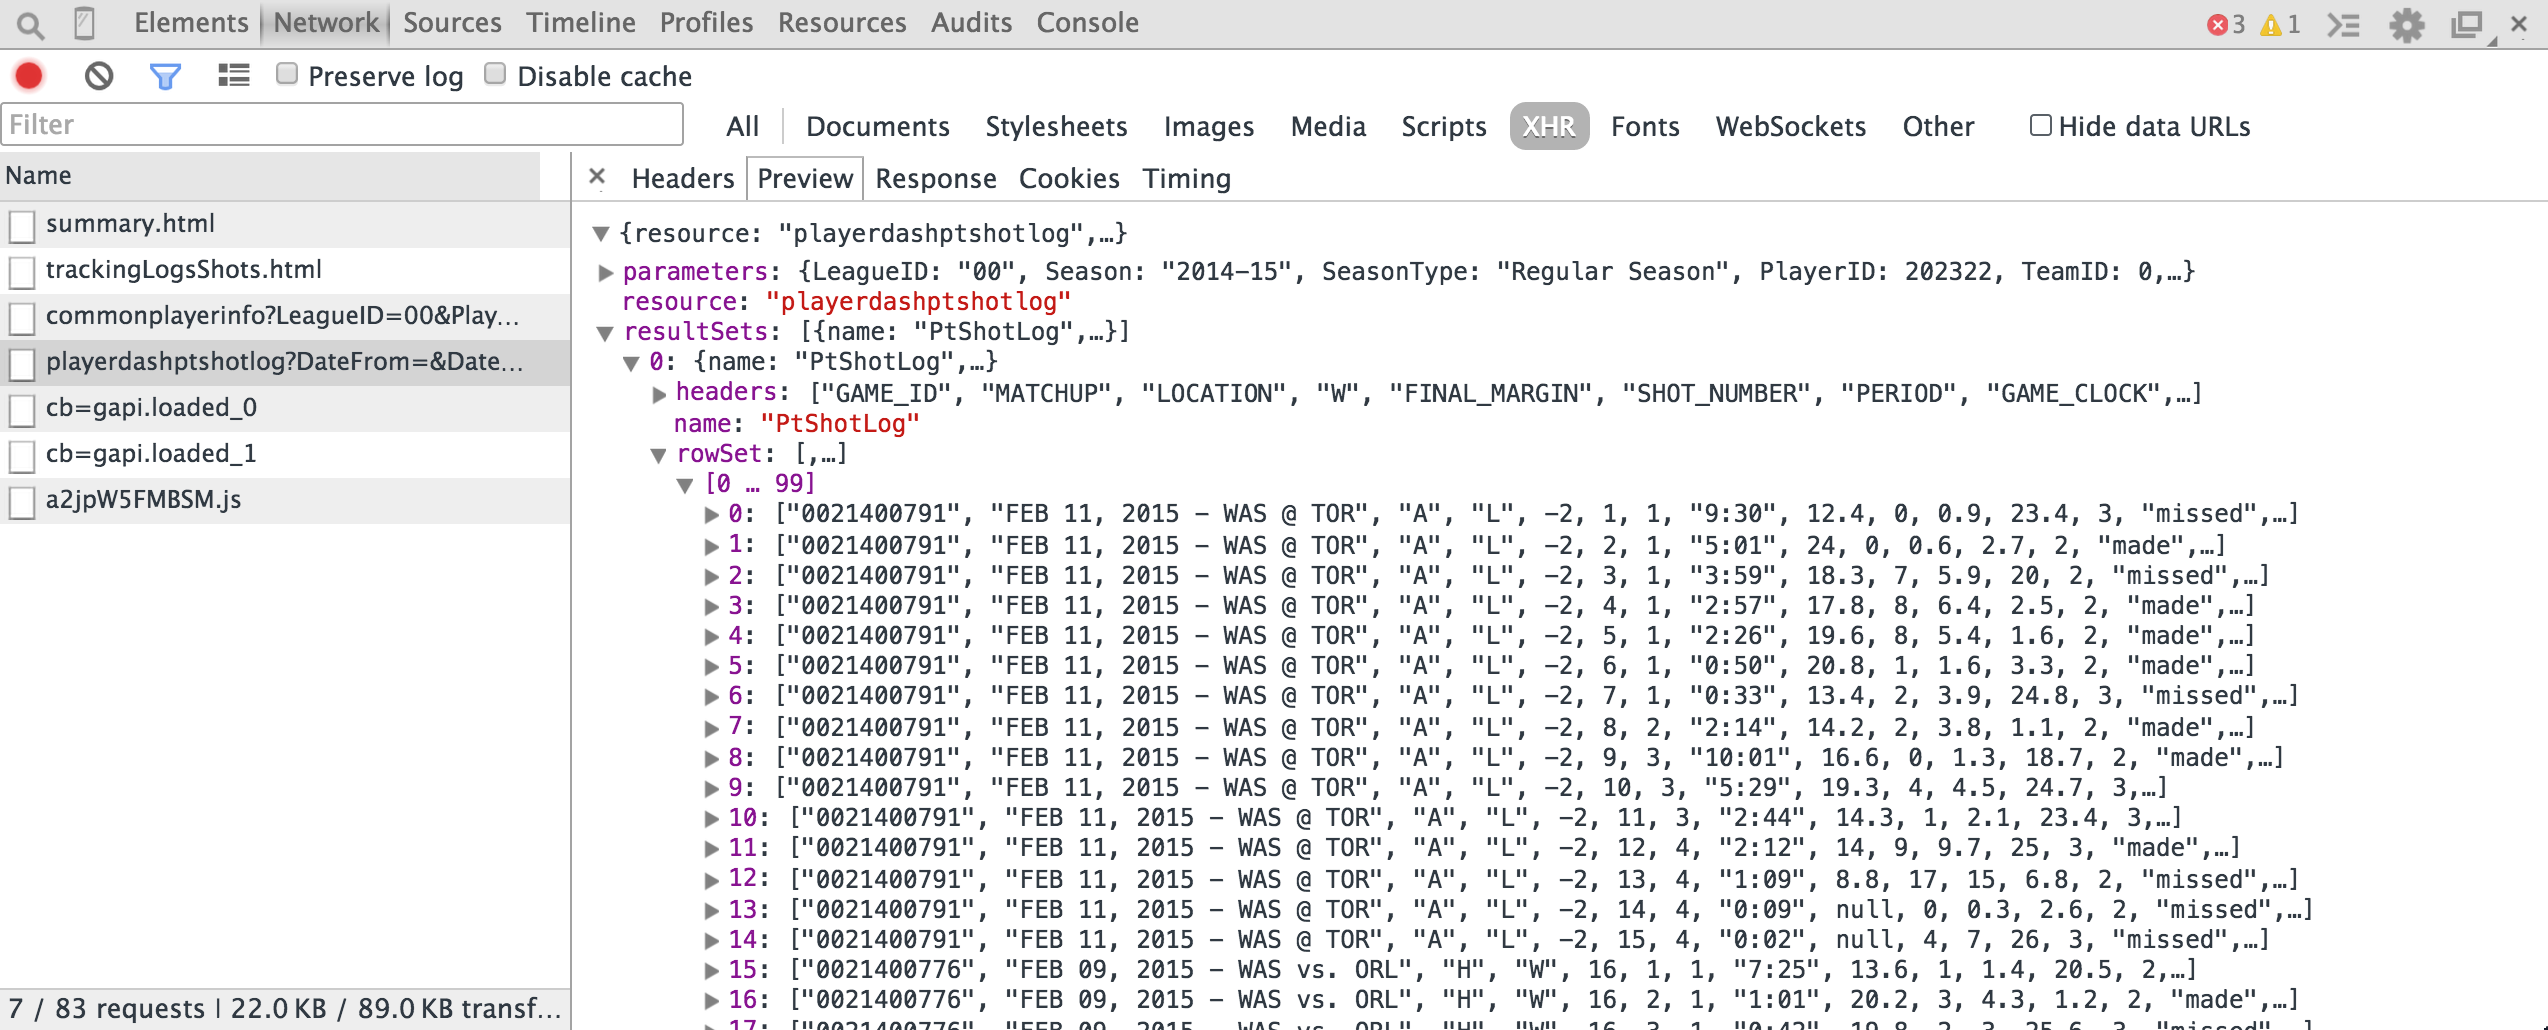 Elements Network Sources Timeline Profiles Resources Audits Console 3 1
Preserve log Disable cache
Filter All Documents Stylesheets Images Media Scripts XHR Fonts WebSockets Other Hide data URLs
Name
summary.html
trackingLogsShots.html
commonplayerinfo?LeagueID=00&Play…
playerdashptshotlog?DateFrom=&Date…
cb=gapi.loaded_0
cb=gapi.loaded_1
a2jpW5FMBSM.js
7 / 83 requests | 22.0 KB / 89.0 KB transf…
× Headers Preview Response Cookies Timing
{resource: "playerdashptshotlog",…}
parameters: {LeagueID: "00", Season: "2014-15", SeasonType: "Regular Season", PlayerID: 202322, TeamID: 0,…}
resource: "playerdashptshotlog"
resultSets: [{name: "PtShotLog",…}]
0: {name: "PtShotLog",…}
headers: ["GAME_ID", "MATCHUP", "LOCATION", "W", "FINAL_MARGIN", "SHOT_NUMBER", "PERIOD", "GAME_CLOCK",…]
name: "PtShotLog"
rowSet: [,…]
[0 … 99]
0: ["0021400791", "FEB 11, 2015 - WAS @ TOR", "A", "L", -2, 1, 1, "9:30", 12.4, 0, 0.9, 23.4, 3, "missed",…]
1: ["0021400791", "FEB 11, 2015 - WAS @ TOR", "A", "L", -2, 2, 1, "5:01", 24, 0, 0.6, 2.7, 2, "made",…]
2: ["0021400791", "FEB 11, 2015 - WAS @ TOR", "A", "L", -2, 3, 1, "3:59", 18.3, 7, 5.9, 20, 2, "missed",…]
3: ["0021400791", "FEB 11, 2015 - WAS @ TOR", "A", "L", -2, 4, 1, "2:57", 17.8, 8, 6.4, 2.5, 2, "made",…]
4: ["0021400791", "FEB 11, 2015 - WAS @ TOR", "A", "L", -2, 5, 1, "2:26", 19.6, 8, 5.4, 1.6, 2, "made",…]
5: ["0021400791", "FEB 11, 2015 - WAS @ TOR", "A", "L", -2, 6, 1, "0:50", 20.8, 1, 1.6, 3.3, 2, "made",…]
6: ["0021400791", "FEB 11, 2015 - WAS @ TOR", "A", "L", -2, 7, 1, "0:33", 13.4, 2, 3.9, 24.8, 3, "missed",…]
7: ["0021400791", "FEB 11, 2015 - WAS @ TOR", "A", "L", -2, 8, 2, "2:14", 14.2, 2, 3.8, 1.1, 2, "made",…]
8: ["0021400791", "FEB 11, 2015 - WAS @ TOR", "A", "L", -2, 9, 3, "10:01", 16.6, 0, 1.3, 18.7, 2, "made",…]
9: ["0021400791", "FEB 11, 2015 - WAS @ TOR", "A", "L", -2, 10, 3, "5:29", 19.3, 4, 4.5, 24.7, 3,…]
10: ["0021400791", "FEB 11, 2015 - WAS @ TOR", "A", "L", -2, 11, 3, "2:44", 14.3, 1, 2.1, 23.4, 3,…]
11: ["0021400791", "FEB 11, 2015 - WAS @ TOR", "A", "L", -2, 12, 4, "2:12", 14, 9, 9.7, 25, 3, "made",…]
12: ["0021400791", "FEB 11, 2015 - WAS @ TOR", "A", "L", -2, 13, 4, "1:09", 8.8, 17, 15, 6.8, 2, "missed",…]
13: ["0021400791", "FEB 11, 2015 - WAS @ TOR", "A", "L", -2, 14, 4, "0:09", null, 0, 0.3, 2.6, 2, "missed",…]
14: ["0021400791", "FEB 11, 2015 - WAS @ TOR", "A", "L", -2, 15, 4, "0:02", null, 4, 7, 26, 3, "missed",…]
15: ["0021400776", "FEB 09, 2015 - WAS vs. ORL", "H", "W", 16, 1, 1, "7:25", 13.6, 1, 1.4, 20.5, 2,…]
16: ["0021400776", "FEB 09, 2015 - WAS vs. ORL", "H", "W", 16, 2, 1, "1:01", 20.2, 3, 4.3, 1.2, 2, "made",…]